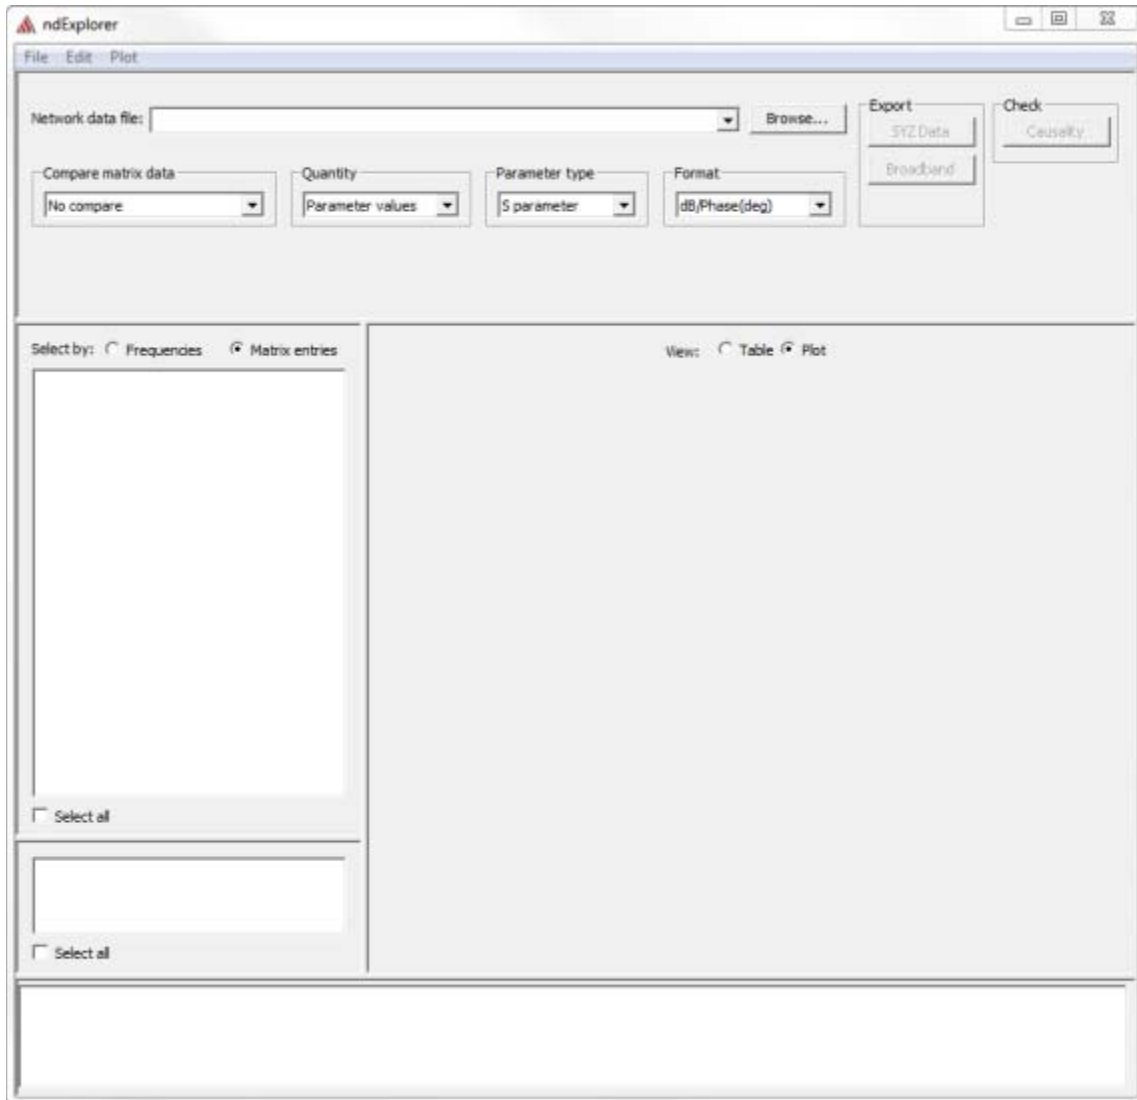 ndExplorer
File Edit Plot
Network data file:
Browse...
Export
SYZ Data
Broadband
Check
Causality
Compare matrix data
No compare
Quantity
Parameter values
Parameter type
S parameter
Format
dB/Phase(deg)
Select by: Frequencies Matrix entries
View: Table Plot
Select all
Select all